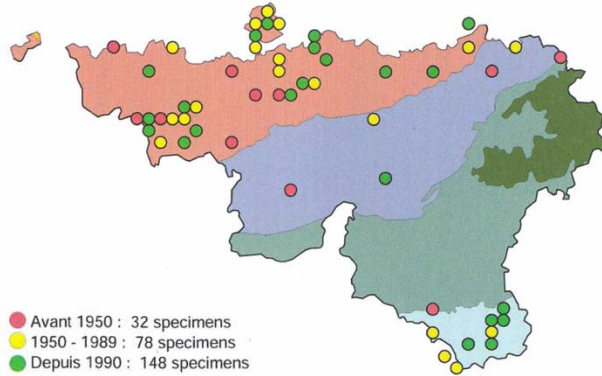 Avant 1950 : 32 specimens
1950 - 1989 : 78 specimens
Depuis 1990 : 148 specimens